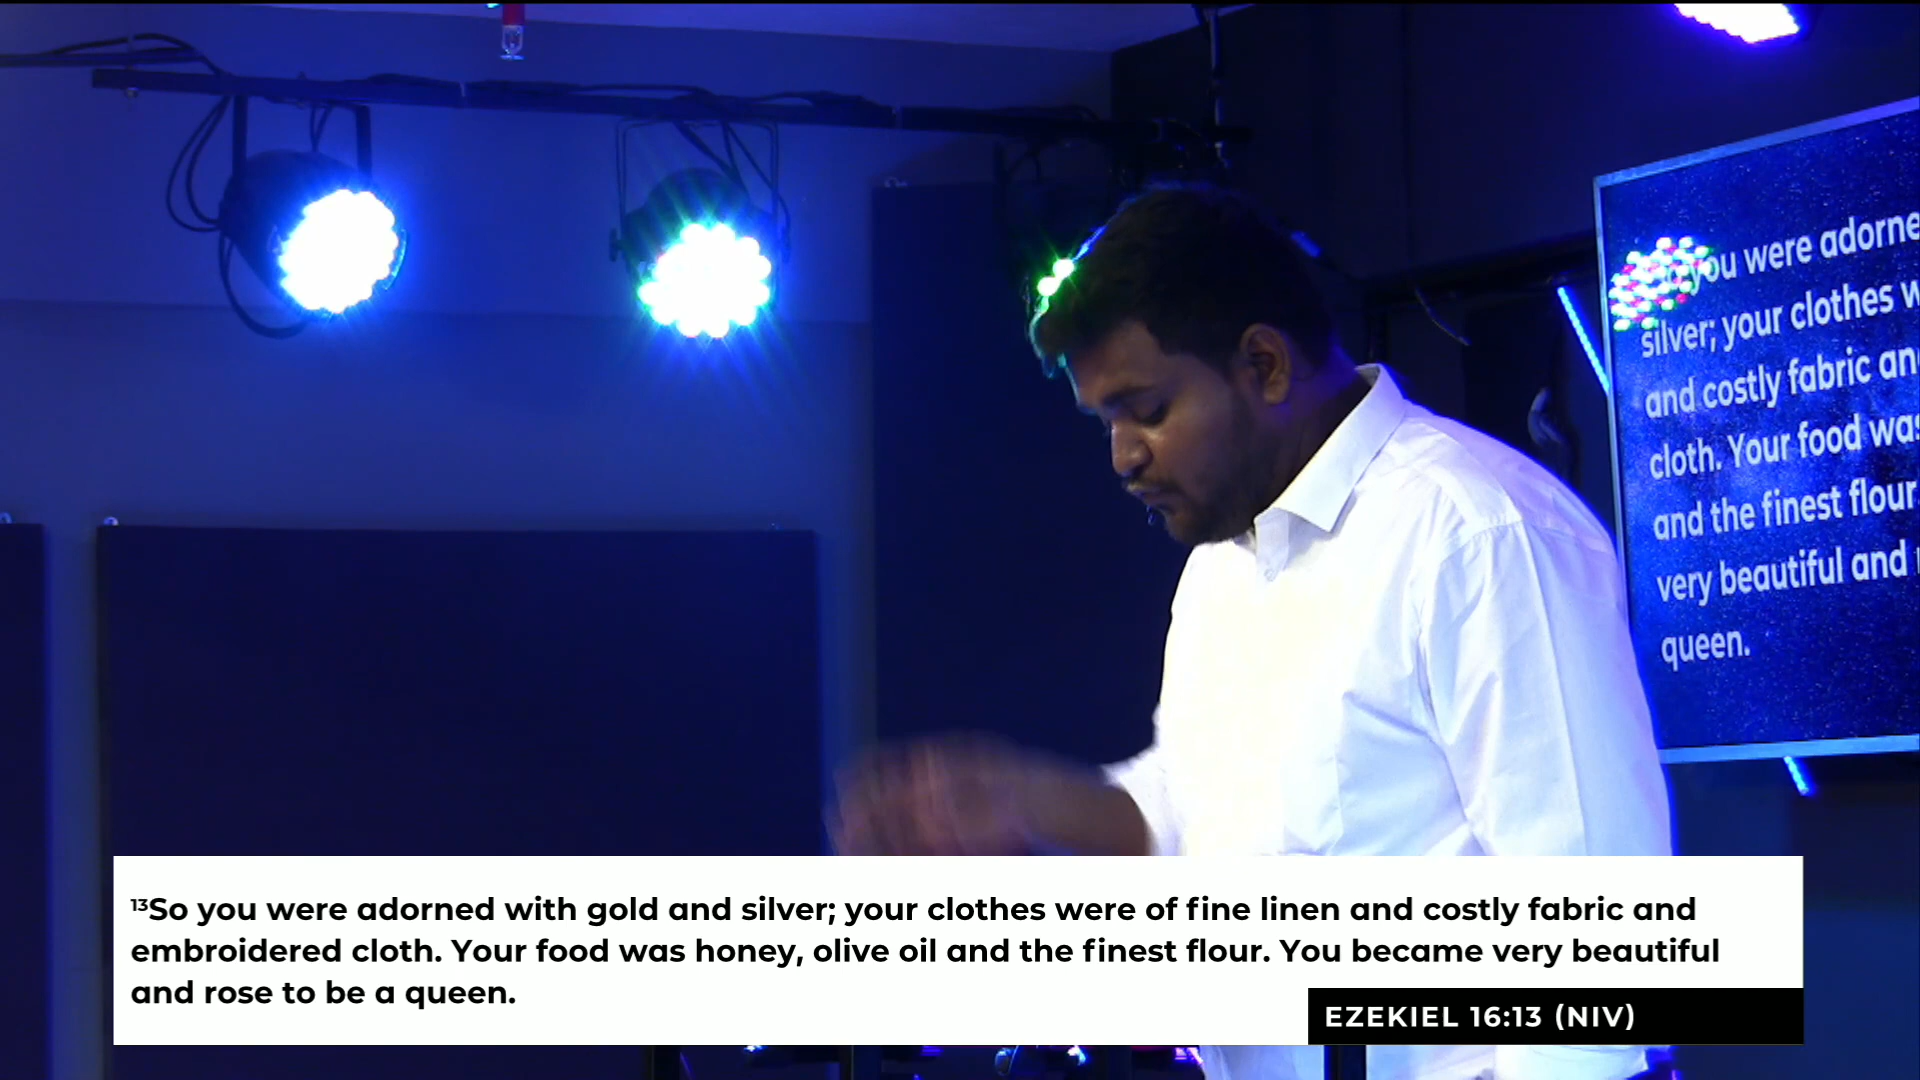 you were adorne
silver; your clothes w
and costly fabric an
cloth. Your food was
and the finest flour
very beautiful and
queen.
¹³So you were adorned with gold and silver; your clothes were of fine linen and costly fabric and
embroidered cloth. Your food was honey, olive oil and the finest flour. You became very beautiful
and rose to be a queen.
EZEKIEL 16:13 (NIV)